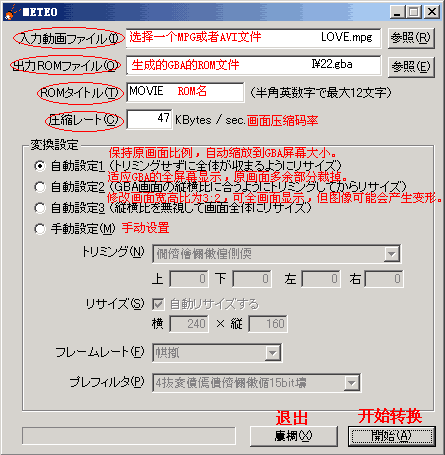 METEO
入力動画ファイル(I) 选择一个MPG或者AVI文件 LOVE.mpg 参照(R)
出力ROMファイル(O) 生成的GBA的ROM文件 I¥22.gba 参照(E)
ROMタイトル(T) MOVIE ROM名 (半角英数字で最大12文字)
圧縮レート(C) 47 KBytes / sec. 画面压缩码率
変換設定
保持原画面比例，自动缩放到GBA屏幕大小。
自動設定1 (トリミングせずに全体が収まるようにリサイズ)
适应GBA的全屏幕显示，原画面多余部分裁掉。
自動設定2 (GBA画面の縦横比に合うようにトリミングしてからリサイズ)
修改画面宽高比为3:2，可全画面显示，但图像可能会产生变形。
自動設定3 (縦横比を無視して画面全体にリサイズ)
手動設定(M) 手动设置
トリミング(N)
上 0 下 0 左 0 右 0
リサイズ(S) 自動リサイズする
横 240 × 縦 160
フレームレート(F)
プレフィルタ(P)
退出 开始转换
(X) 開始(A)